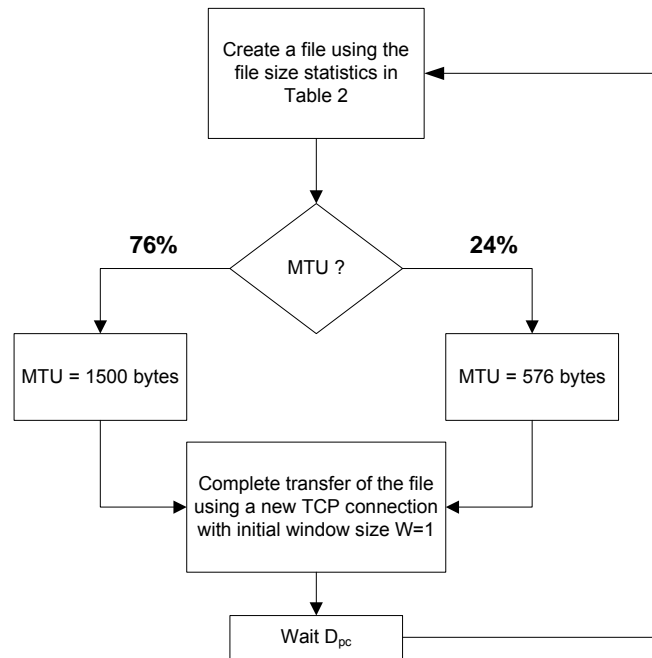 Create a file using the
file size statistics in
Table 2
76%
24%
MTU ?
MTU = 1500 bytes
MTU = 576 bytes
Complete transfer of the file
using a new TCP connection
with initial window size W=1
Wait Dpc